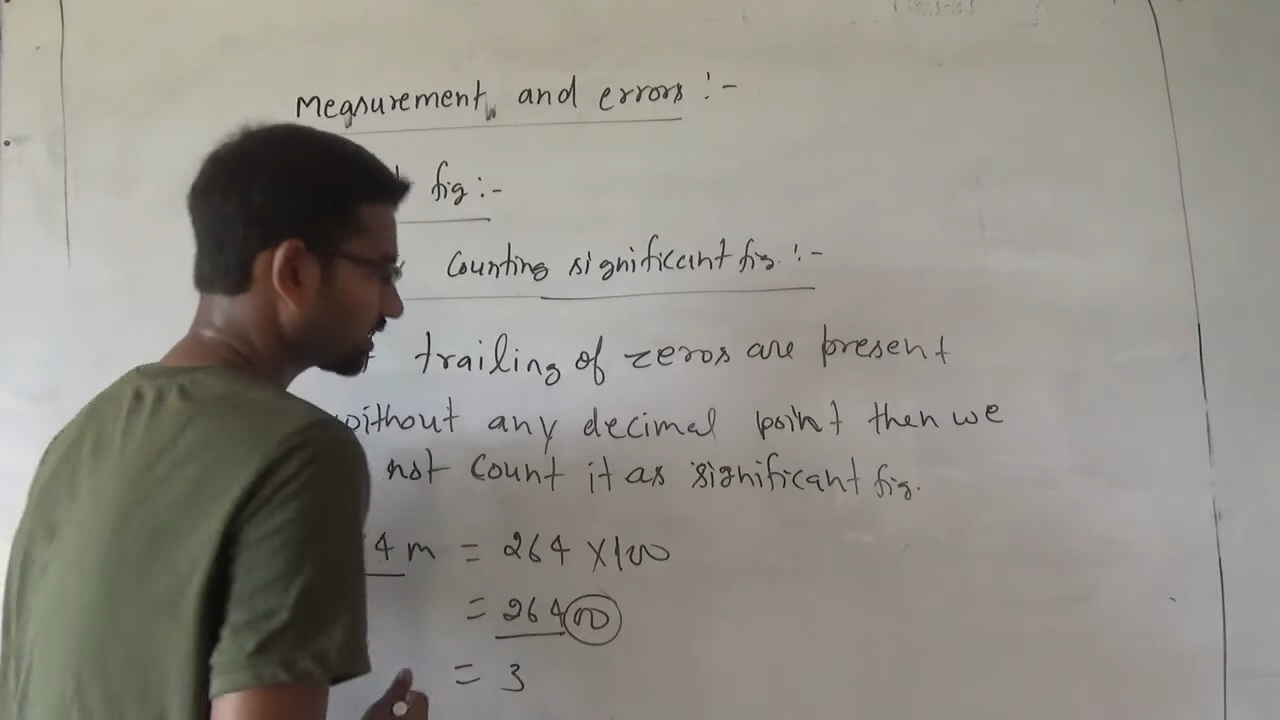 Measurement and errors :-
fig :-
Counting significant fig. :-
trailing of zeros are present
without any decimal point then we
not count it as significant fig.
4 m = 264 × 100
= 26400
= 3